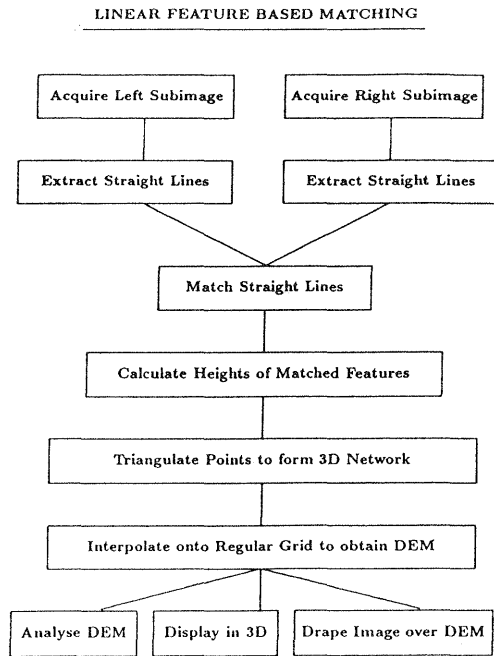 LINEAR FEATURE BASED MATCHING
Acquire Left Subimage
Acquire Right Subimage
Extract Straight Lines
Extract Straight Lines
Match Straight Lines
Calculate Heights of Matched Features
Triangulate Points to form 3D Network
Interpolate onto Regular Grid to obtain DEM
Analyse DEM
Display in 3D
Drape Image over DEM